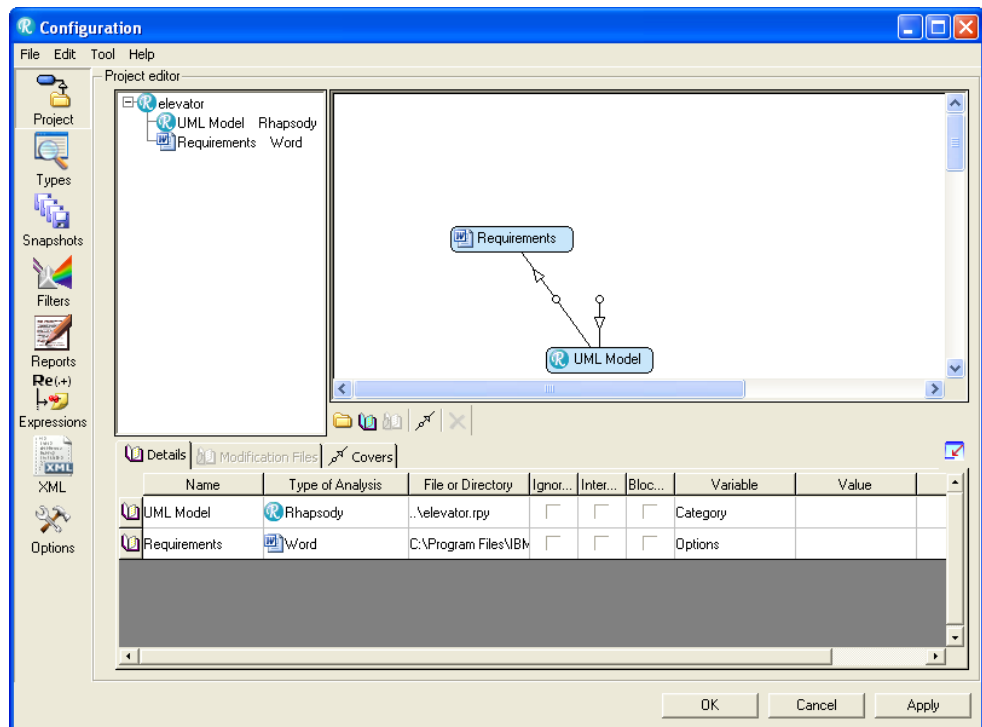 Configuration
File Edit Tool Help
Project editor
Project
Types
Snapshots
Filters
Reports
Re(.+)
Expressions
XML
XML
Options
elevator
UML Model Rhapsody
Requirements Word
Requirements
UML Model
Details Modification Files Covers
Name Type of Analysis File or Directory Ignor... Inter... Bloc... Variable Value
UML Model Rhapsody ..\elevator.rpy Category
Requirements Word C:\Program Files\IBM Options
OK Cancel Apply